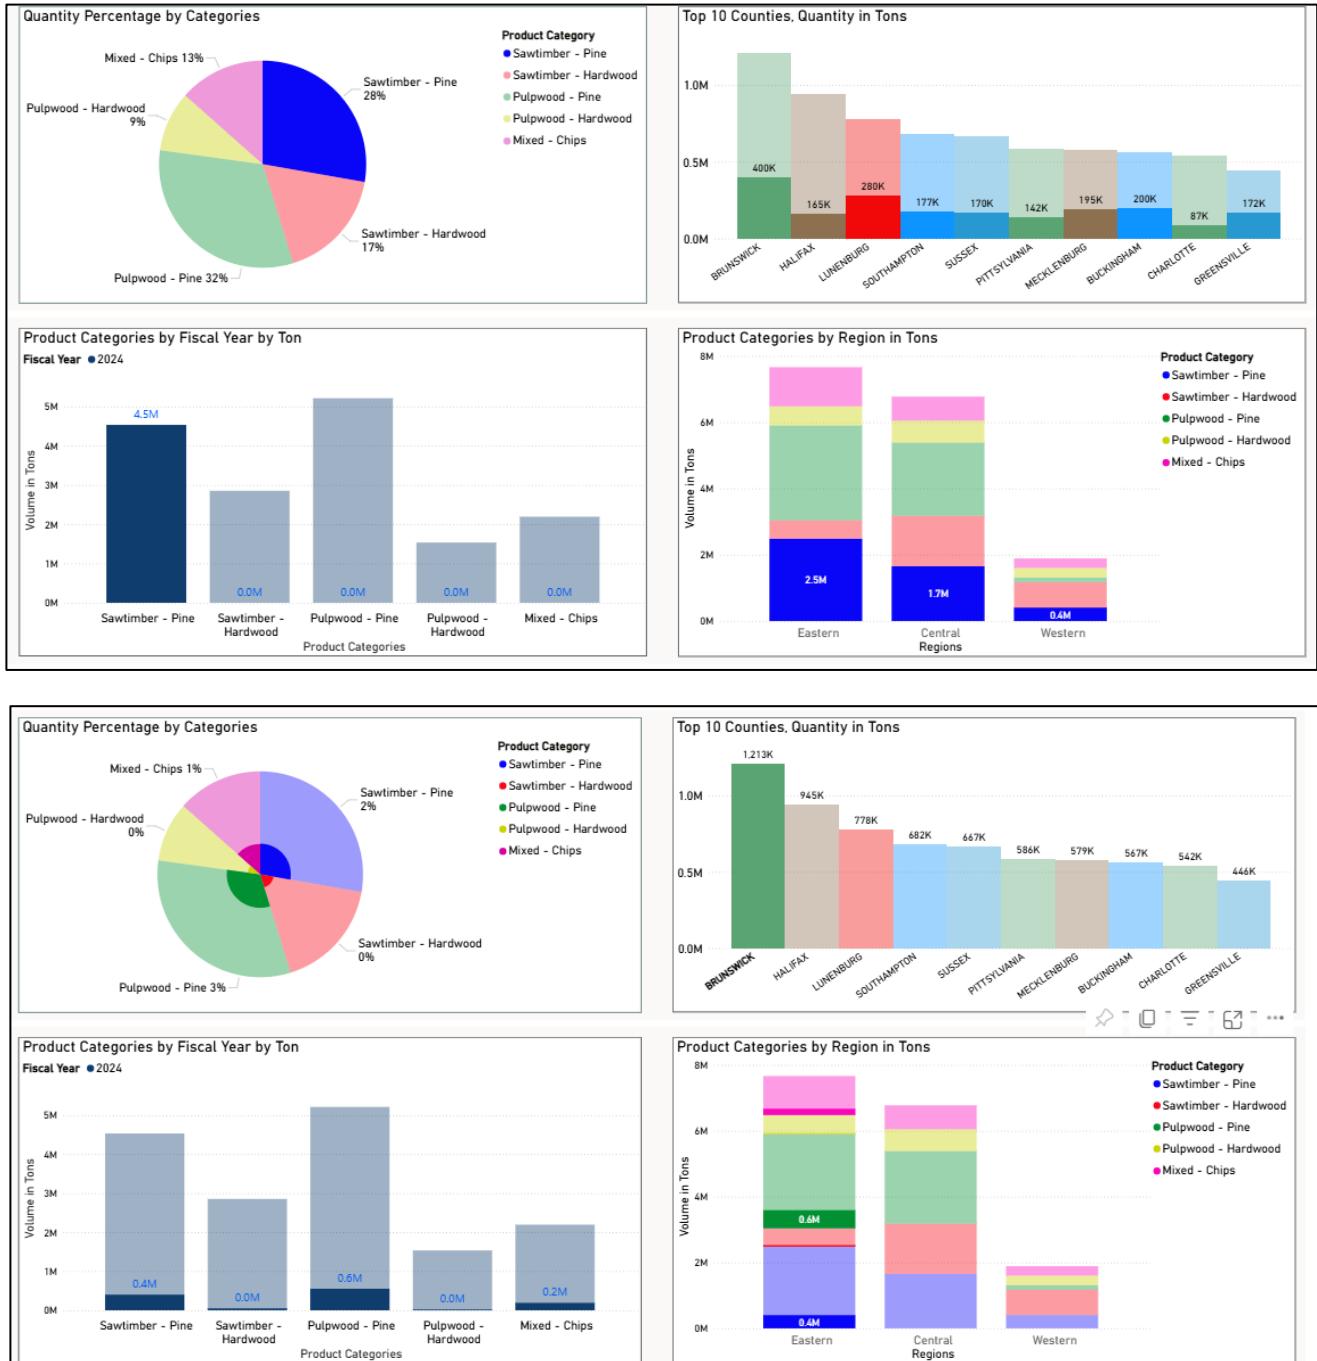 Quantity Percentage by Categories
Product Category
Sawtimber - Pine
Sawtimber - Hardwood
Pulpwood - Pine
Pulpwood - Hardwood
Mixed - Chips
Mixed - Chips 13%
Sawtimber - Pine
28%
Pulpwood - Hardwood
9%
Sawtimber - Hardwood
17%
Pulpwood - Pine 32%
Top 10 Counties, Quantity in Tons
1.0M
0.5M
0.0M
400K
165K
280K
177K
170K
142K
195K
200K
87K
172K
BRUNSWICK
HALIFAX
LUNENBURG
SOUTHAMPTON
SUSSEX
PITTSYLVANIA
MECKLENBURG
BUCKINGHAM
CHARLOTTE
GREENSVILLE
Product Categories by Fiscal Year by Ton
Fiscal Year 2024
Volume in Tons
5M
4M
3M
2M
1M
0M
4.5M
0.0M
0.0M
0.0M
0.0M
Sawtimber - Pine
Sawtimber -
Hardwood
Pulpwood - Pine
Pulpwood -
Hardwood
Mixed - Chips
Product Categories
Product Categories by Region in Tons
Product Category
Sawtimber - Pine
Sawtimber - Hardwood
Pulpwood - Pine
Pulpwood - Hardwood
Mixed - Chips
Volume in Tons
8M
6M
4M
2M
0M
2.5M
1.7M
0.4M
Eastern
Central
Western
Regions
Quantity Percentage by Categories
Product Category
Sawtimber - Pine
Sawtimber - Hardwood
Pulpwood - Pine
Pulpwood - Hardwood
Mixed - Chips
Mixed - Chips 1%
Sawtimber - Pine
2%
Pulpwood - Hardwood
0%
Sawtimber - Hardwood
0%
Pulpwood - Pine 3%
Top 10 Counties, Quantity in Tons
1.0M
0.5M
0.0M
1,213K
945K
778K
682K
667K
586K
579K
567K
542K
446K
BRUNSWICK
HALIFAX
LUNENBURG
SOUTHAMPTON
SUSSEX
PITTSYLVANIA
MECKLENBURG
BUCKINGHAM
CHARLOTTE
GREENSVILLE
Product Categories by Fiscal Year by Ton
Fiscal Year 2024
Volume in Tons
5M
4M
3M
2M
1M
0M
0.4M
0.0M
0.6M
0.0M
0.2M
Sawtimber - Pine
Sawtimber -
Hardwood
Pulpwood - Pine
Pulpwood -
Hardwood
Mixed - Chips
Product Categories
Product Categories by Region in Tons
Product Category
Sawtimber - Pine
Sawtimber - Hardwood
Pulpwood - Pine
Pulpwood - Hardwood
Mixed - Chips
Volume in Tons
8M
6M
4M
2M
0M
0.6M
0.4M
Eastern
Central
Western
Regions